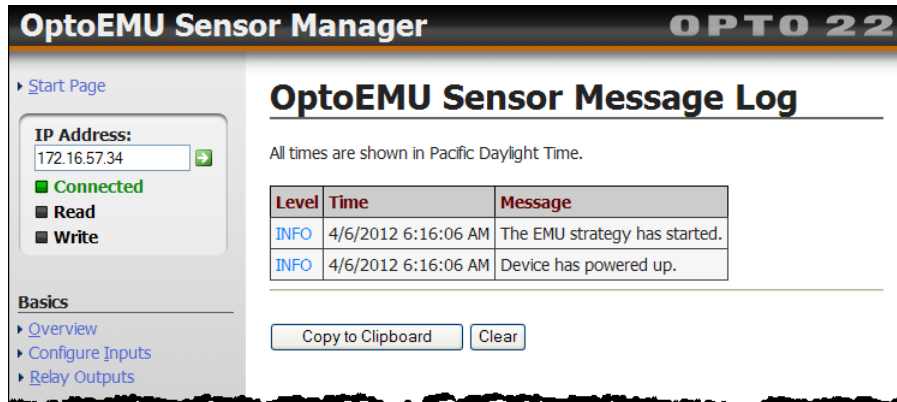 OptoEMU Sensor Manager
OPTO 22
Start Page
IP Address:
172.16.57.34
Connected
Read
Write
Basics
Overview
Configure Inputs
Relay Outputs
OptoEMU Sensor Message Log
All times are shown in Pacific Daylight Time.
Level Time Message
INFO 4/6/2012 6:16:06 AM The EMU strategy has started.
INFO 4/6/2012 6:16:06 AM Device has powered up.
Copy to Clipboard Clear